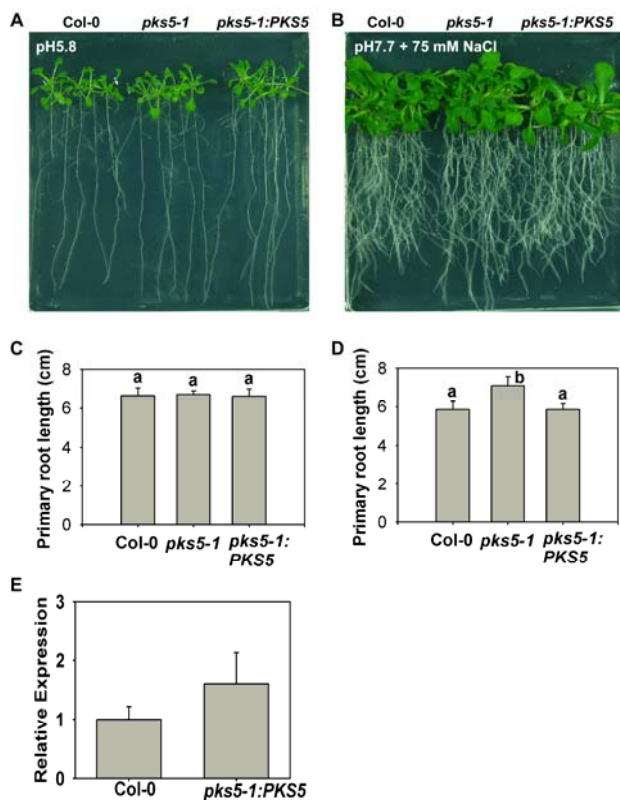 A
Col-0 pks5-1 pks5-1:PKS5
pH5.8
B
Col-0 pks5-1 pks5-1:PKS5
pH7.7 + 75 mM NaCl
C
Primary root length (cm)
8
6
4
2
0
a a a
Col-0 pks5-1 pks5-1:
PKS5
D
Primary root length (cm)
8
6
4
2
0
a b a
Col-0 pks5-1 pks5-1:
PKS5
E
Relative Expression
3
2
1
0
Col-0 pks5-1:PKS5